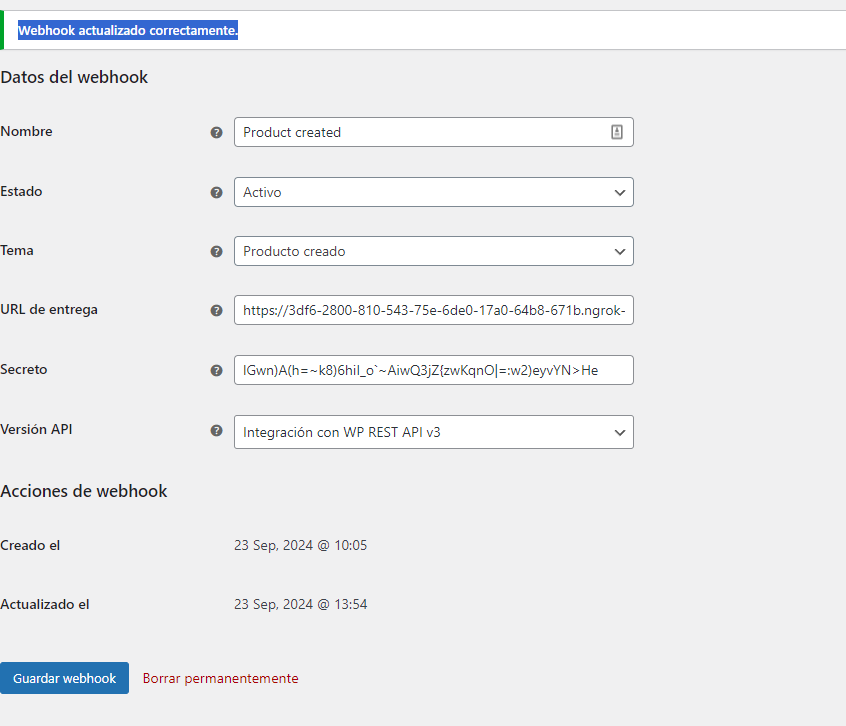 Webhook actualizado correctamente.
Datos del webhook
Nombre
Product created
Estado
Activo
Tema
Producto creado
URL de entrega
https://3df6-2800-810-543-75e-6de0-17a0-64b8-671b.ngrok-
Secreto
lGwn)A(h=~k8)6hiI_o`~AiwQ3jZ{zwKqnO|=:w2)eyvYN>He
Versión API
Integración con WP REST API v3
Acciones de webhook
Creado el
23 Sep, 2024 @ 10:05
Actualizado el
23 Sep, 2024 @ 13:54
Guardar webhook
Borrar permanentemente